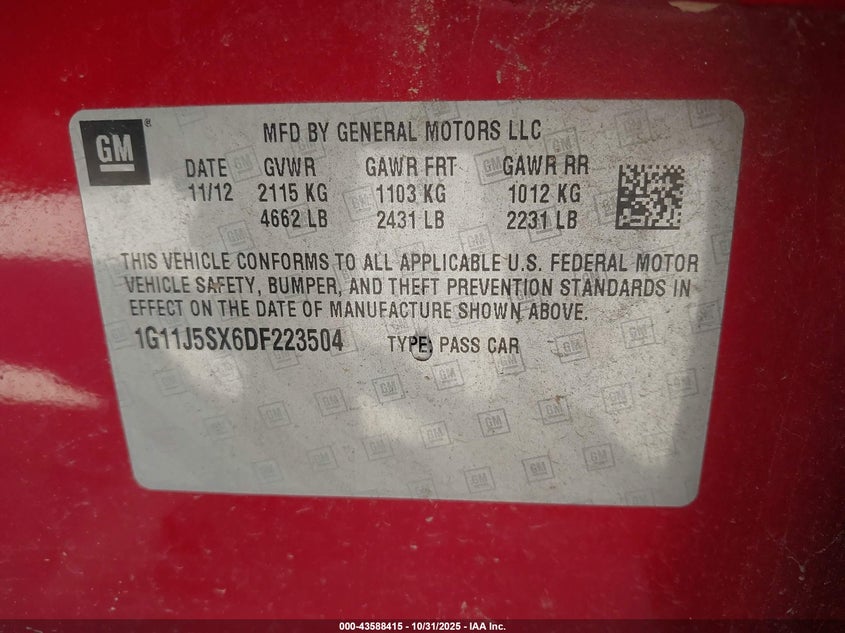 GM ®
MFD BY GENERAL MOTORS LLC
DATE GVWR GAWR FRT GAWR RR
11/12 2115 KG 1103 KG 1012 KG
4662 LB 2431 LB 2231 LB
THIS VEHICLE CONFORMS TO ALL APPLICABLE U.S. FEDERAL MOTOR
VEHICLE SAFETY, BUMPER, AND THEFT PREVENTION STANDARDS IN
EFFECT ON THE DATE OF MANUFACTURE SHOWN ABOVE.
1G11J5SX6DF223504 TYPE: PASS CAR
000-43588415 - 10/31/2025 - IAA Inc.